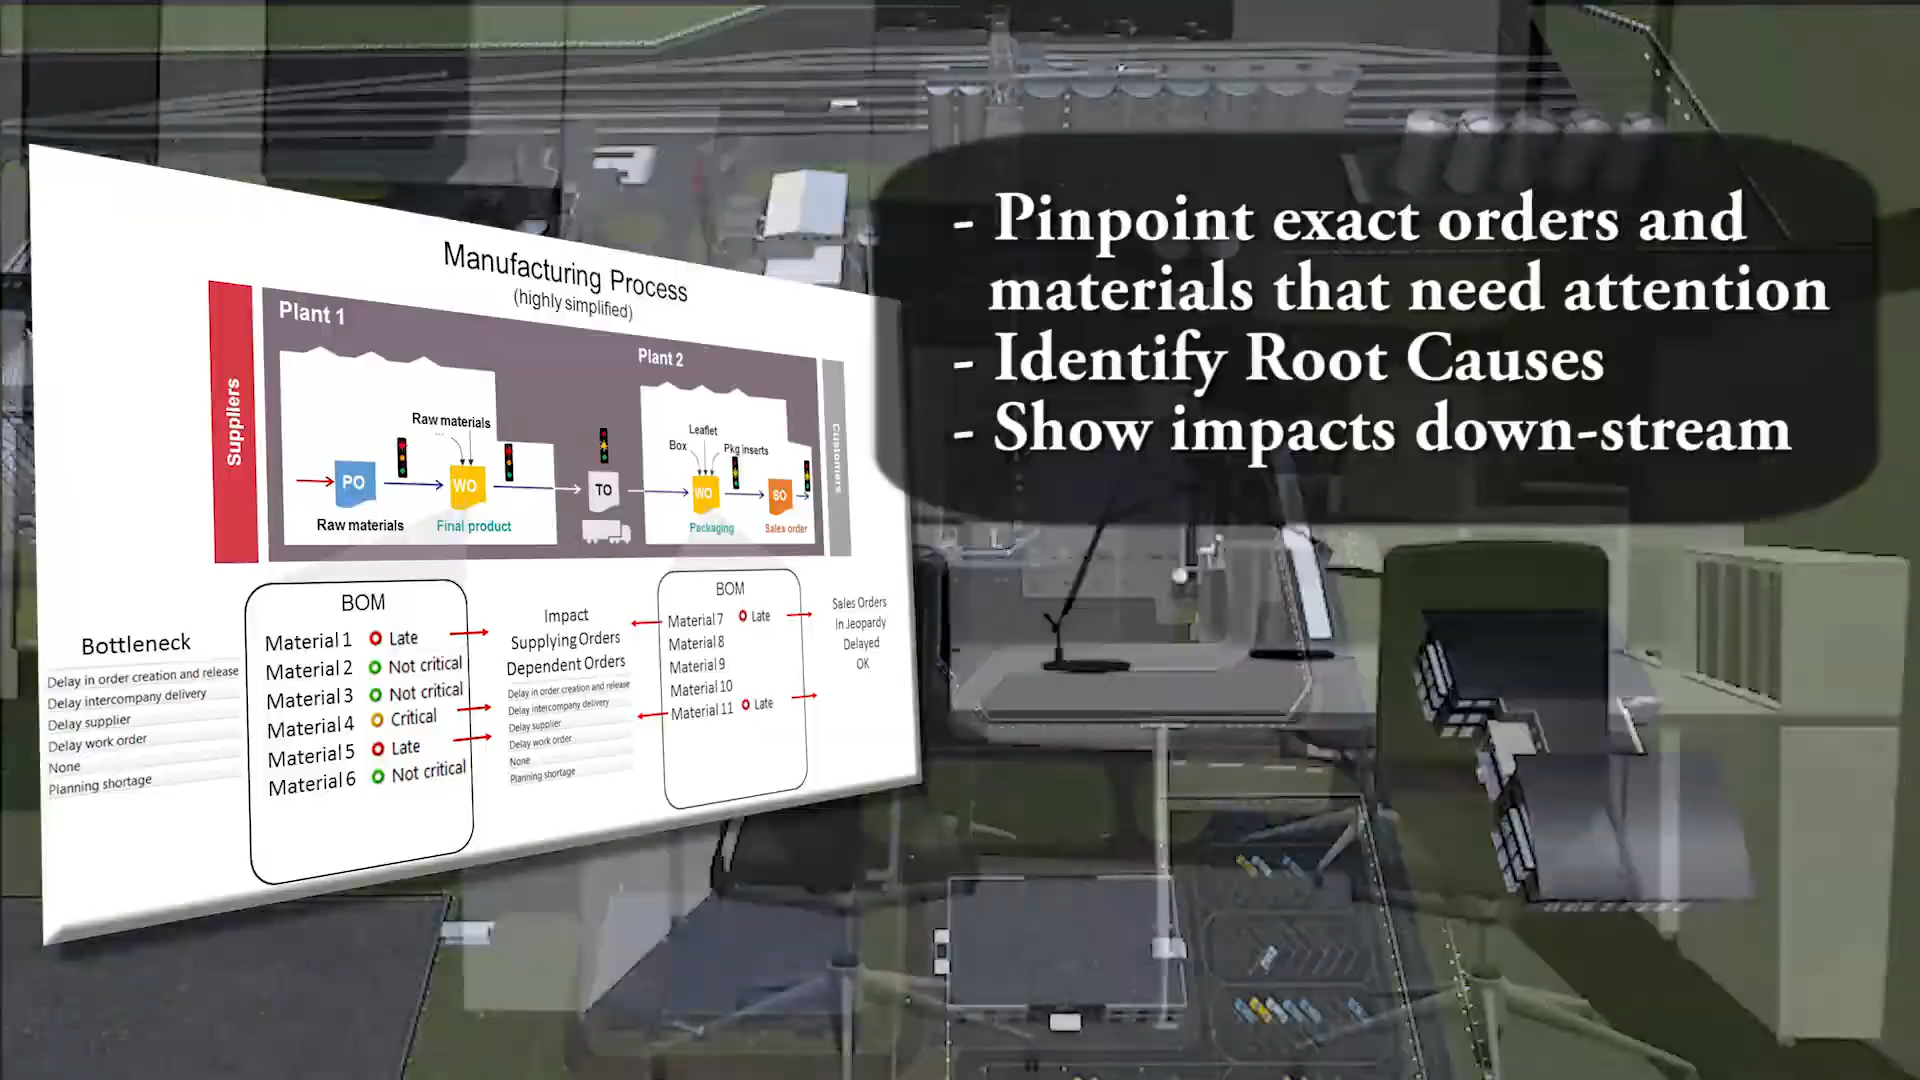 Manufacturing Process
(highly simplified)
Suppliers
Plant 1
Plant 2
Customers
Raw materials
...
Leaflet
Box
Pkg inserts
PO
WO
TO
WO
SO
Raw materials
Final product
Packaging
Sales order
Bottleneck
Delay in order creation and release
Delay intercompany delivery
Delay supplier
Delay work order
None
Planning shortage
BOM
Material 1 Late
Material 2 Not critical
Material 3 Not critical
Material 4 Critical
Material 5 Late
Material 6 Not critical
Impact
Supplying Orders
Dependent Orders
Delay in order creation and release
Delay intercompany delivery
Delay supplier
Delay work order
None
Planning shortage
BOM
Material 7 Late
Material 8
Material 9
Material 10
Material 11 Late
Sales Orders
In Jeopardy
Delayed
OK
- Pinpoint exact orders and
materials that need attention
- Identify Root Causes
- Show impacts down-stream